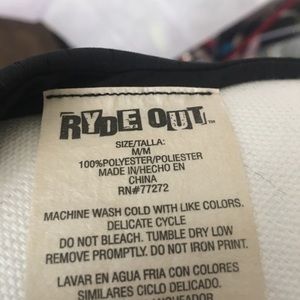 RYDE OUT™
SIZE/TALLA:
M/M
100%POLYESTER/POLIESTER
MADE IN/HECHO EN
CHINA
RN#77272
MACHINE WASH COLD WITH LIKE COLORS.
DELICATE CYCLE
DO NOT BLEACH. TUMBLE DRY LOW
REMOVE PROMPTLY. DO NOT IRON PRINT.
LAVAR EN AGUA FRIA CON COLORES
SIMILARES CICLO DELICADO.